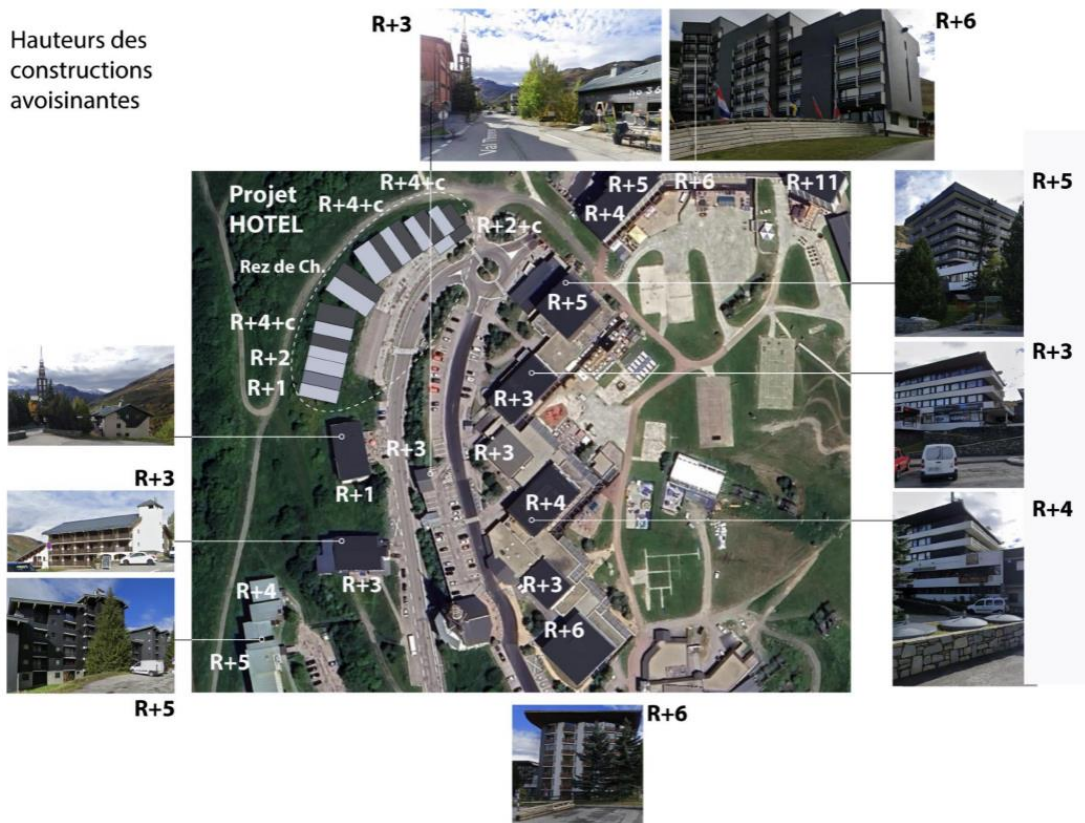 Hauteurs des
constructions
avoisinantes
R+3
R+6
Projet
HOTEL
R+4+c
R+4+c
R+2+c
Rez de Ch.
R+4+c
R+2
R+1
R+5
R+6
R+11
R+4
R+5
R+3
R+3
R+3
R+1
R+4
R+3
R+3
R+4
R+5
R+6
R+5
R+3
R+4
R+3
R+5
R+6
no 36